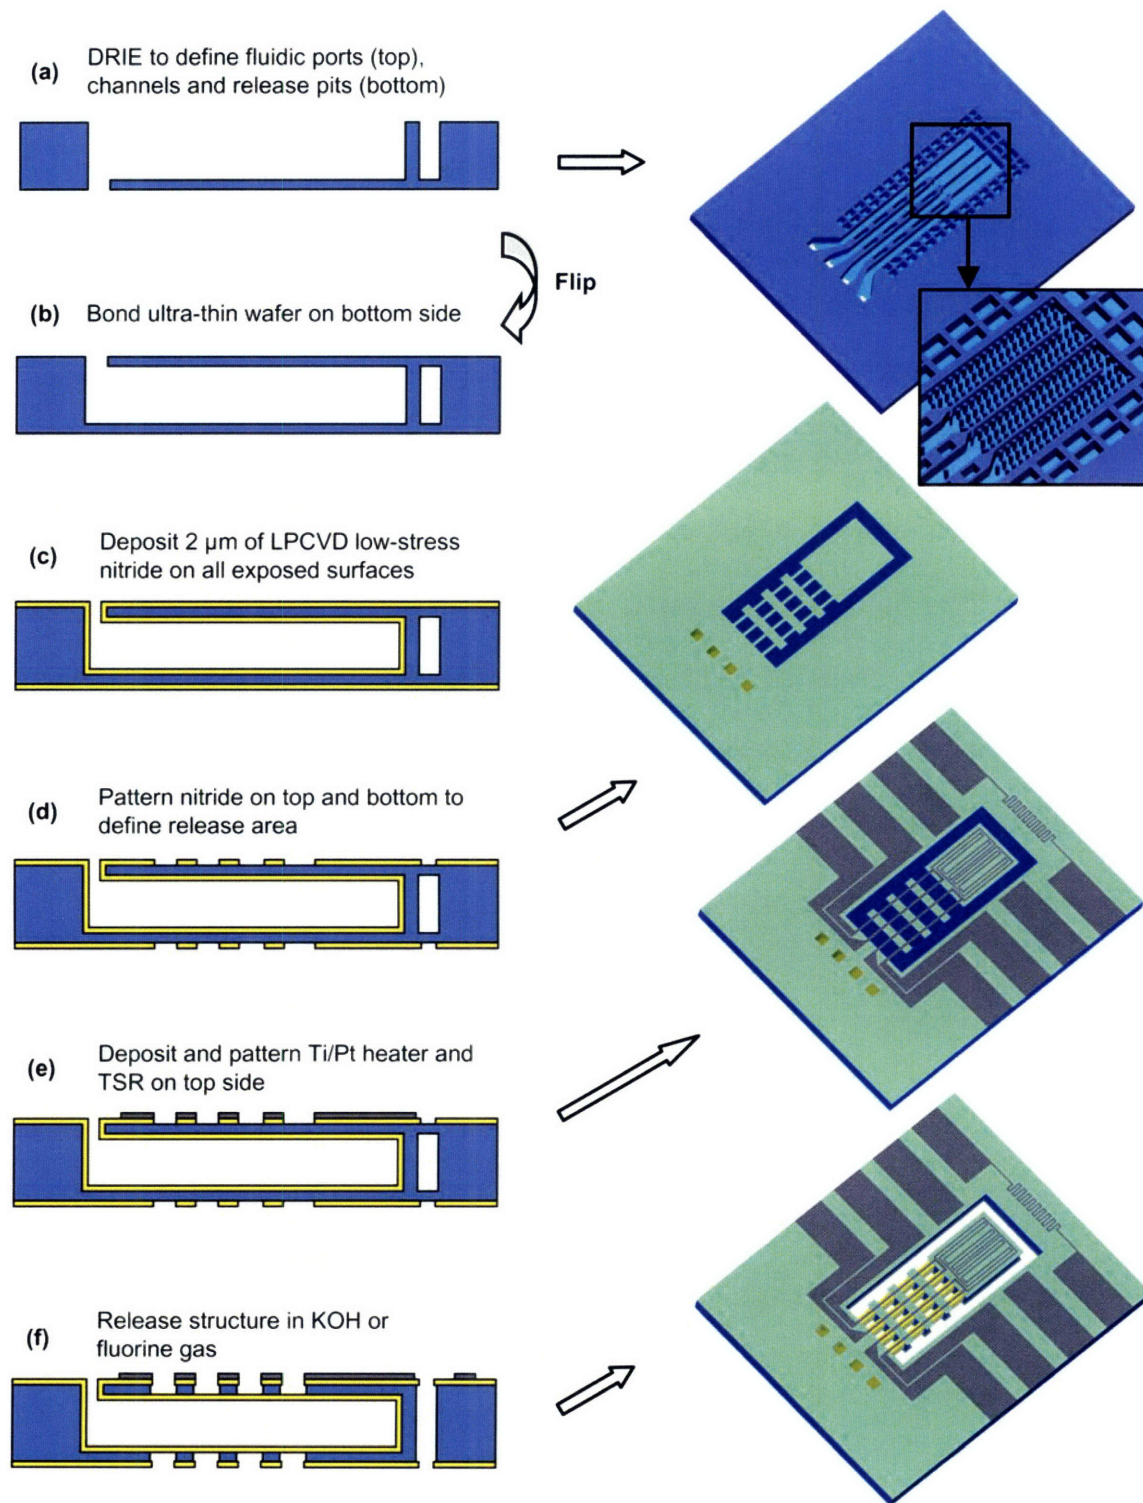 (a) DRIE to define fluidic ports (top),
channels and release pits (bottom)
Flip
(b) Bond ultra-thin wafer on bottom side
(c) Deposit 2 µm of LPCVD low-stress
nitride on all exposed surfaces
(d) Pattern nitride on top and bottom to
define release area
(e) Deposit and pattern Ti/Pt heater and
TSR on top side
(f) Release structure in KOH or
fluorine gas